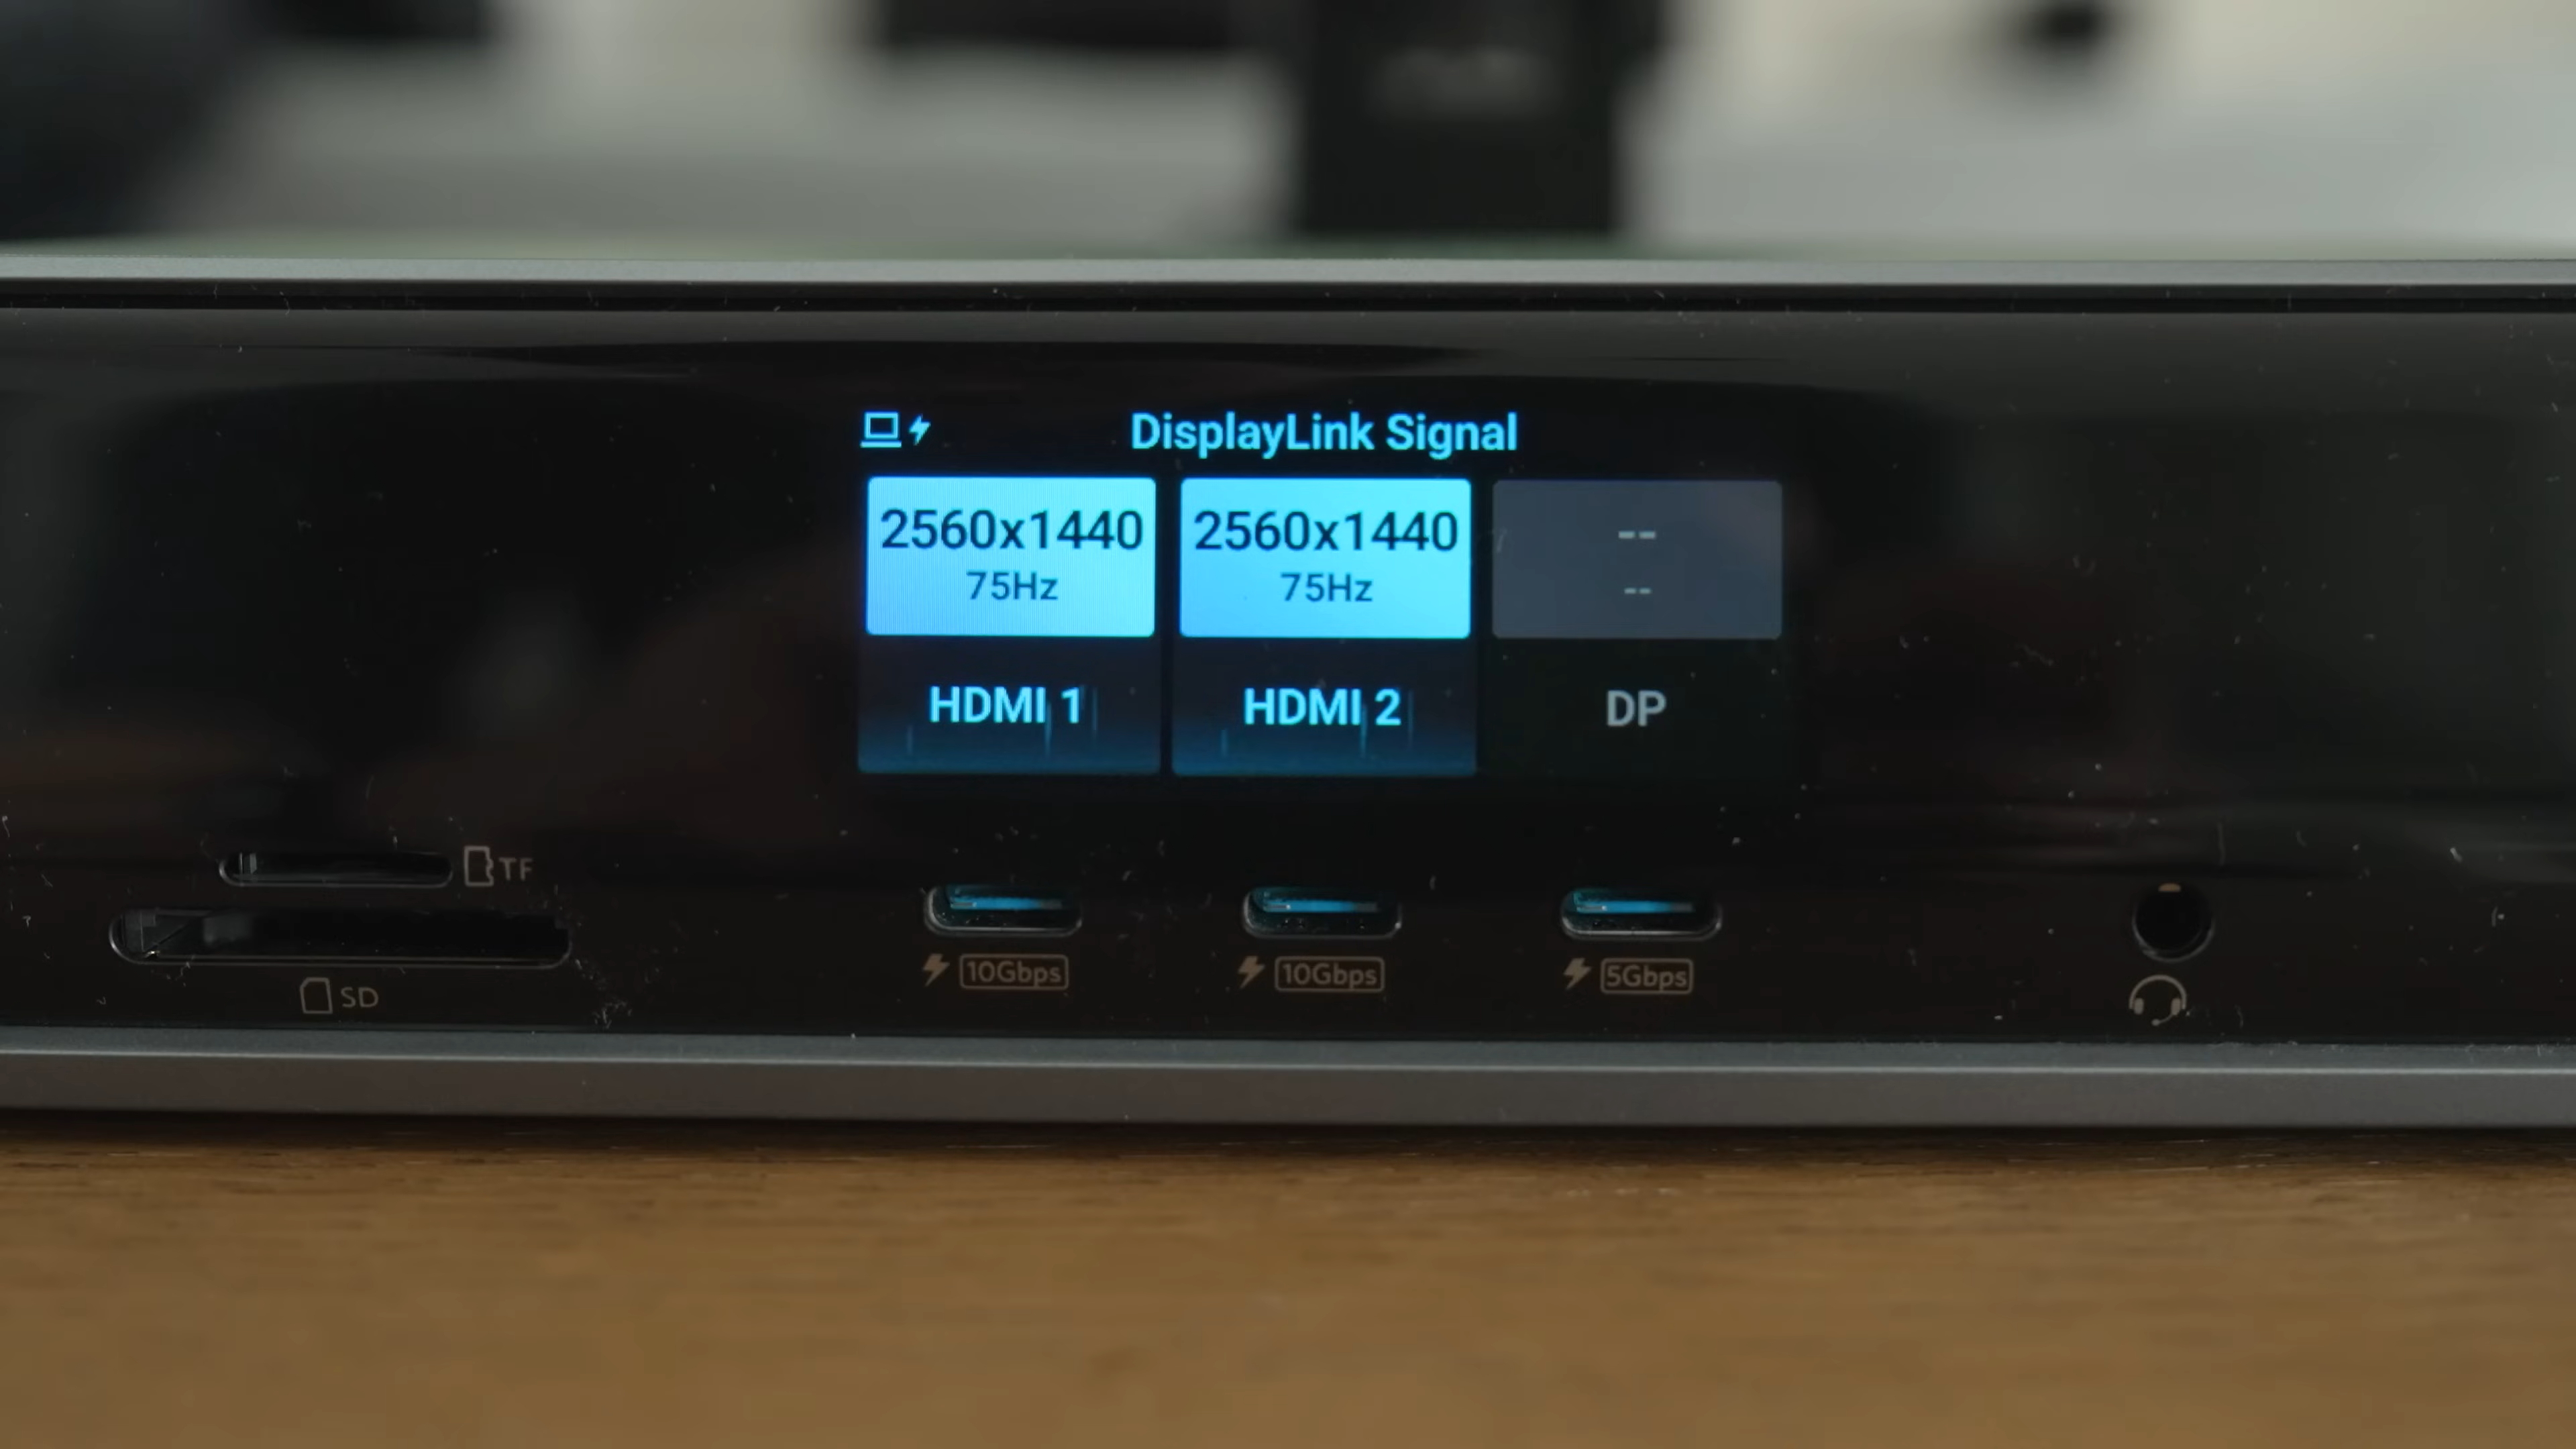 DisplayLink Signal
2560x1440
75Hz
2560x1440
75Hz
--
--
HDMI 1
HDMI 2
DP
TF
SD
10Gbps
10Gbps
5Gbps